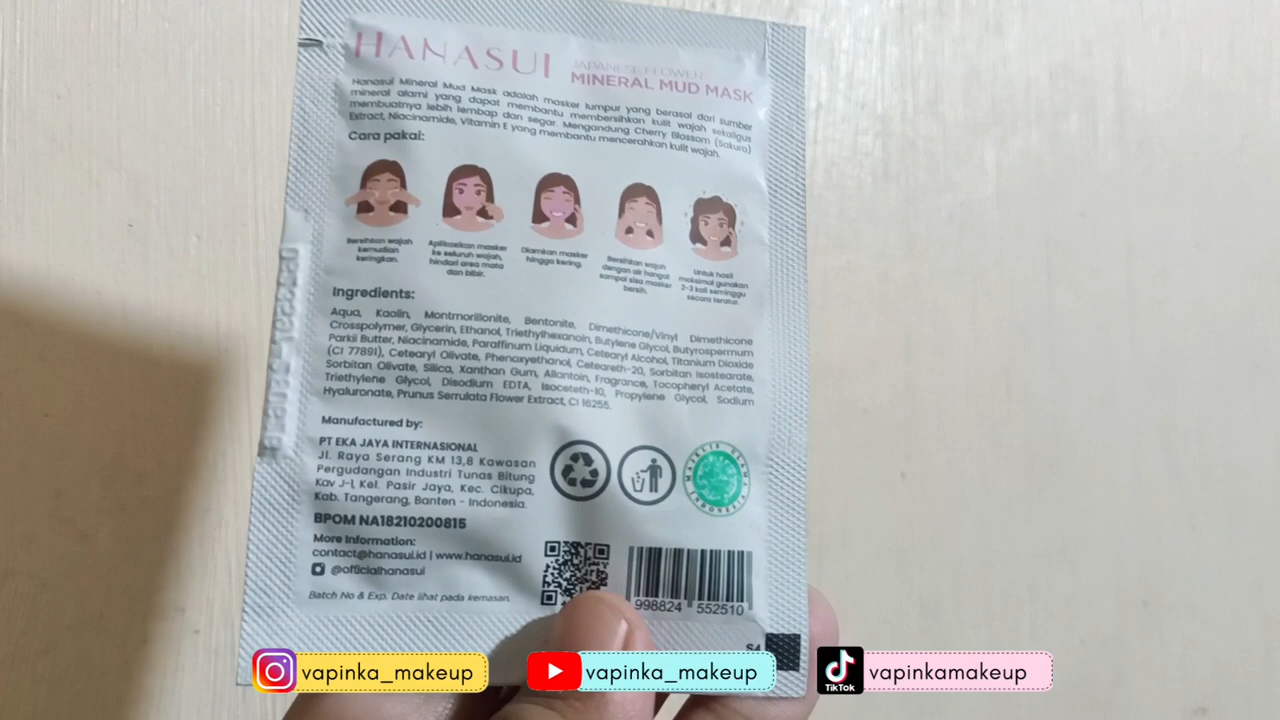 HANASUI
JAPANESE FLOWER
MINERAL MUD MASK
Hanasui Mineral Mud Mask adalah masker lumpur yang berasal dari sumber
mineral alami yang dapat membantu membersihkan kulit wajah sekaligus
membuatnya lebih lembap dan segar. Mengandung Cherry Blossom (Sakura)
Extract, Niacinamide, Vitamin E yang membantu mencerahkan kulit wajah.
Cara pakai:
Bersihkan wajah
kemudian
keringkan.
Aplikasikan masker
ke seluruh wajah,
hindari area mata
dan bibir.
Diamkan masker
hingga kering.
Bersihkan wajah
dengan air hangat
sampai sisa masker
bersih.
Untuk hasil
maksimal gunakan
2-3 kali seminggu
secara teratur.
Ingredients:
Aqua, Kaolin, Montmorillonite, Bentonite, Dimethicone/Vinyl Dimethicone
Crosspolymer, Glycerin, Ethanol, Triethylhexanoin, Butylene Glycol, Butyrospermum
Parkii Butter, Niacinamide, Paraffinum Liquidum, Cetearyl Alcohol, Titanium Dioxide
(CI 77891), Cetearyl Olivate, Phenoxyethanol, Ceteareth-20, Sorbitan Isostearate,
Sorbitan Olivate, Silica, Xanthan Gum, Allantoin, Fragrance, Tocopheryl Acetate,
Triethylene Glycol, Disodium EDTA, Isoceteth-10, Propylene Glycol, Sodium
Hyaluronate, Prunus Serrulata Flower Extract, CI 18255.
Manufactured by:
PT EKA JAYA INTERNASIONAL
Jl. Raya Serang KM 13,8 Kawasan
Pergudangan Industri Tunas Bitung
Kav J-1, Kel. Pasir Jaya, Kec. Cikupa,
Kab. Tangerang, Banten - Indonesia.
MAJELIS ULAMA INDONESIA
BPOM NA18210200815
More Information:
contact@hanasui.id | www.hanasui.id
@officialhanasui
Batch No & Exp. Date lihat pada kemasan.
998824 552510
S4
vapinka_makeup
vapinka_makeup
TikTok
vapinkamakeup